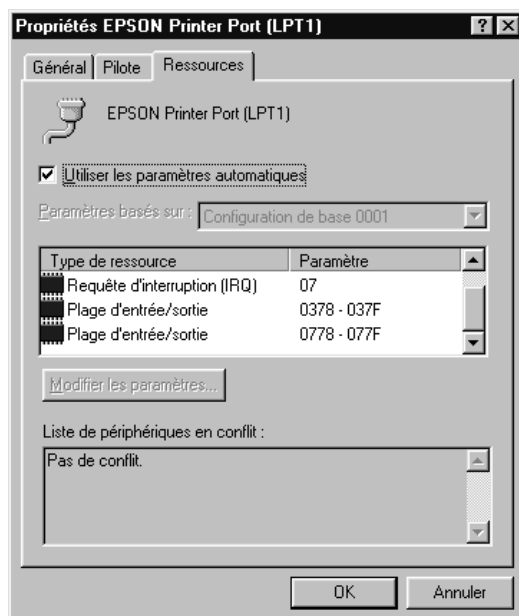 Propriétés EPSON Printer Port (LPT1)
Général Pilote Ressources
EPSON Printer Port (LPT1)
Utiliser les paramètres automatiques
Paramètres basés sur : Configuration de base 0001
Type de ressource Paramètre
Requête d'interruption (IRQ) 07
Plage d'entrée/sortie 0378 - 037F
Plage d'entrée/sortie 0778 - 077F
Modifier les paramètres...
Liste de périphériques en conflit :
Pas de conflit.
OK Annuler